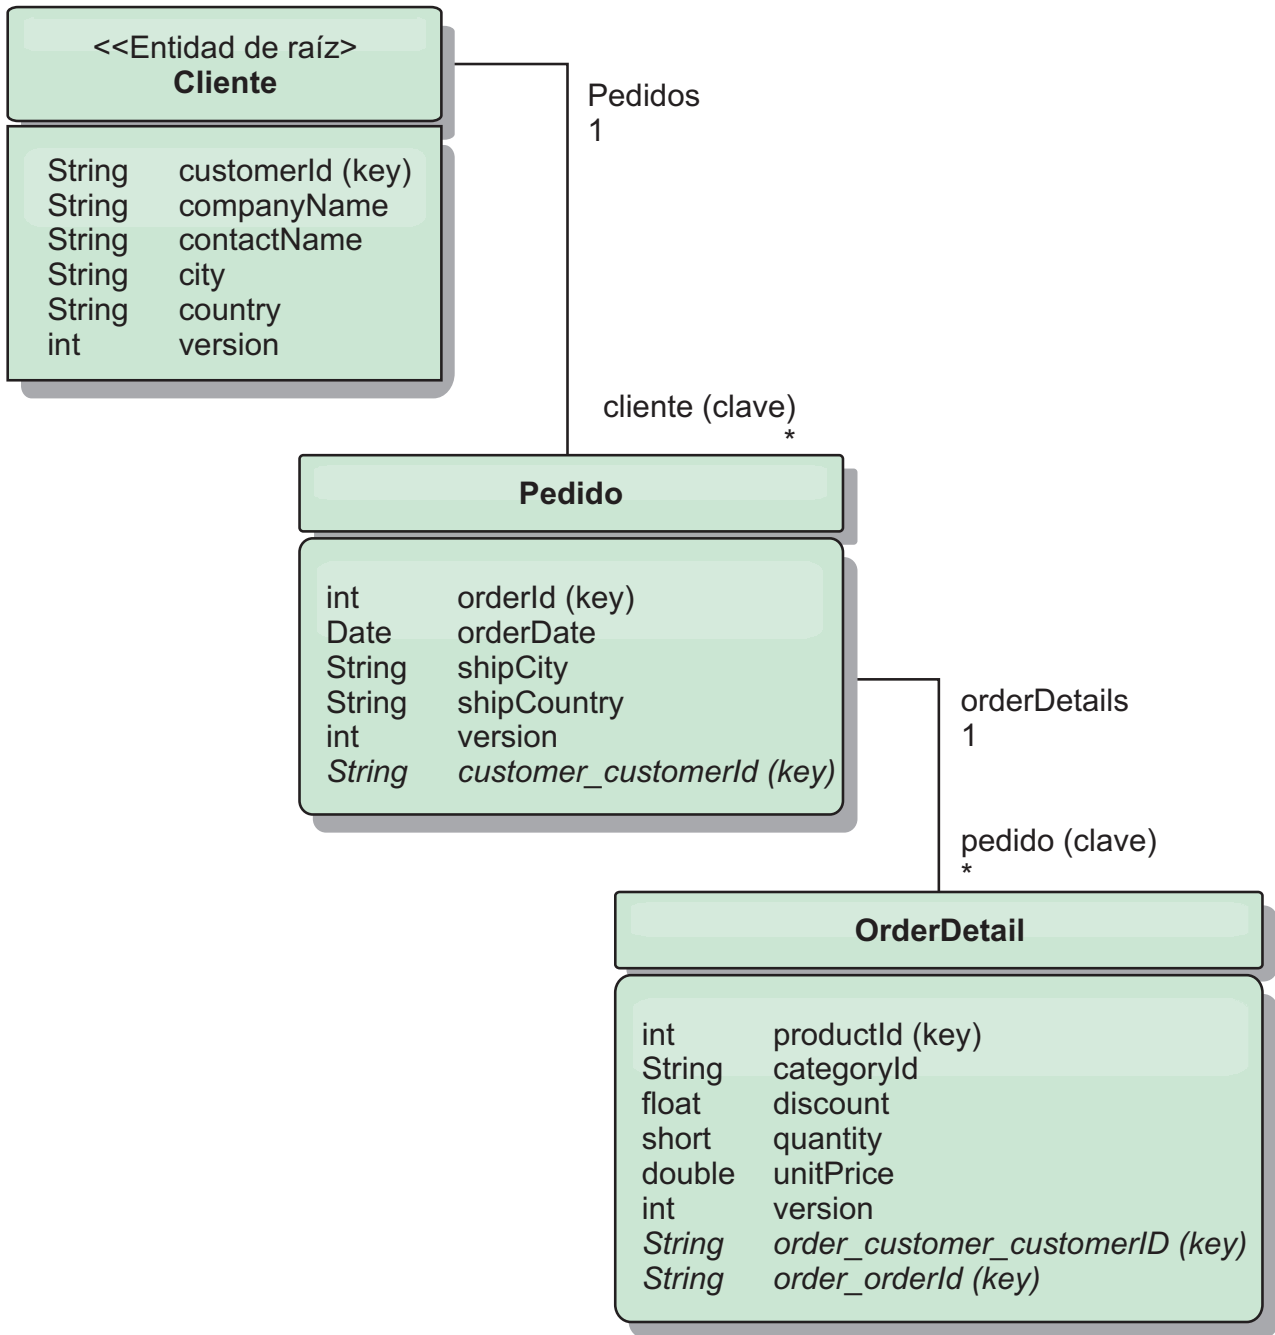 <<Entidad de raíz>
Cliente
String customerId (key)
String companyName
String contactName
String city
String country
int version
Pedidos
1
cliente (clave)
*
Pedido
int orderId (key)
Date orderDate
String shipCity
String shipCountry
int version
String customer_customerId (key)
orderDetails
1
pedido (clave)
*
OrderDetail
int productId (key)
String categoryId
float discount
short quantity
double unitPrice
int version
String order_customer_customerID (key)
String order_orderId (key)